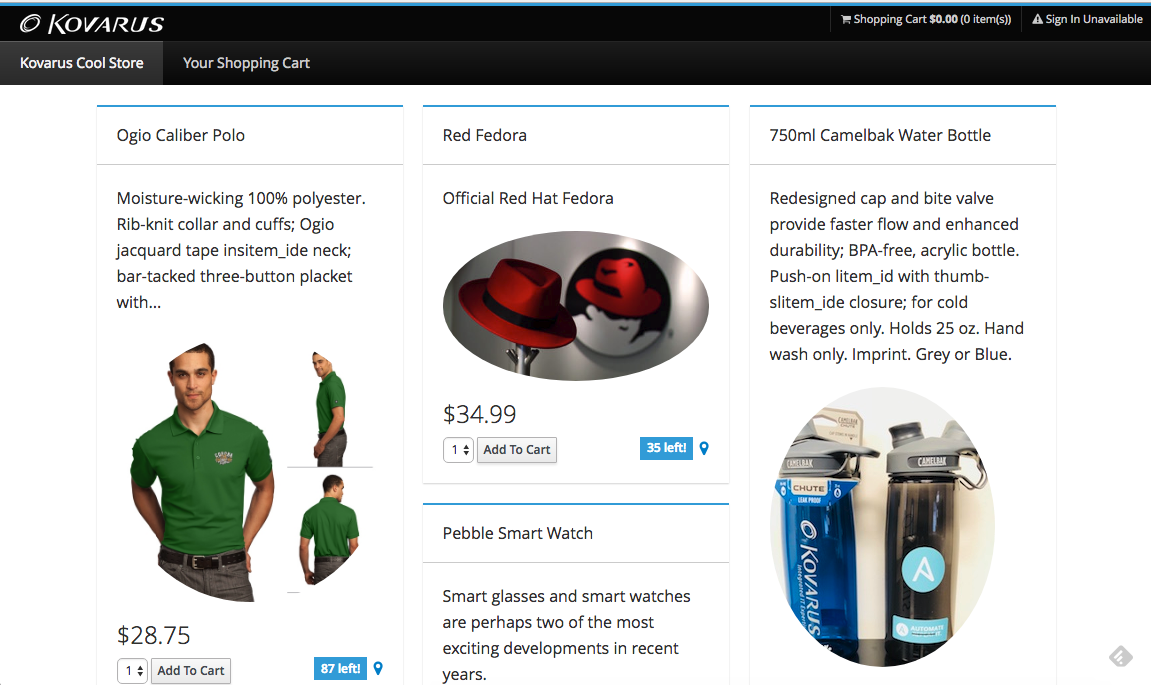 KOVARUS
Shopping Cart $0.00 (0 item(s))
Sign In Unavailable
Kovarus Cool Store
Your Shopping Cart
Ogio Caliber Polo
Moisture-wicking 100% polyester.
Rib-knit collar and cuffs; Ogio
jacquard tape insitem_ide neck;
bar-tacked three-button placket
with...
$28.75
1
Add To Cart
87 left!
Red Fedora
Official Red Hat Fedora
$34.99
1
Add To Cart
35 left!
Pebble Smart Watch
Smart glasses and smart watches
are perhaps two of the most
exciting developments in recent
years.
750ml Camelbak Water Bottle
Redesigned cap and bite valve
provide faster flow and enhanced
durability; BPA-free, acrylic bottle.
Push-on litem_id with thumb-
slitem_ide closure; for cold
beverages only. Holds 25 oz. Hand
wash only. Imprint. Grey or Blue.
CAMELBAK
CAMELBAK
CHUTE
LEAK PROOF
KOVARUS
A
AUTOMATE